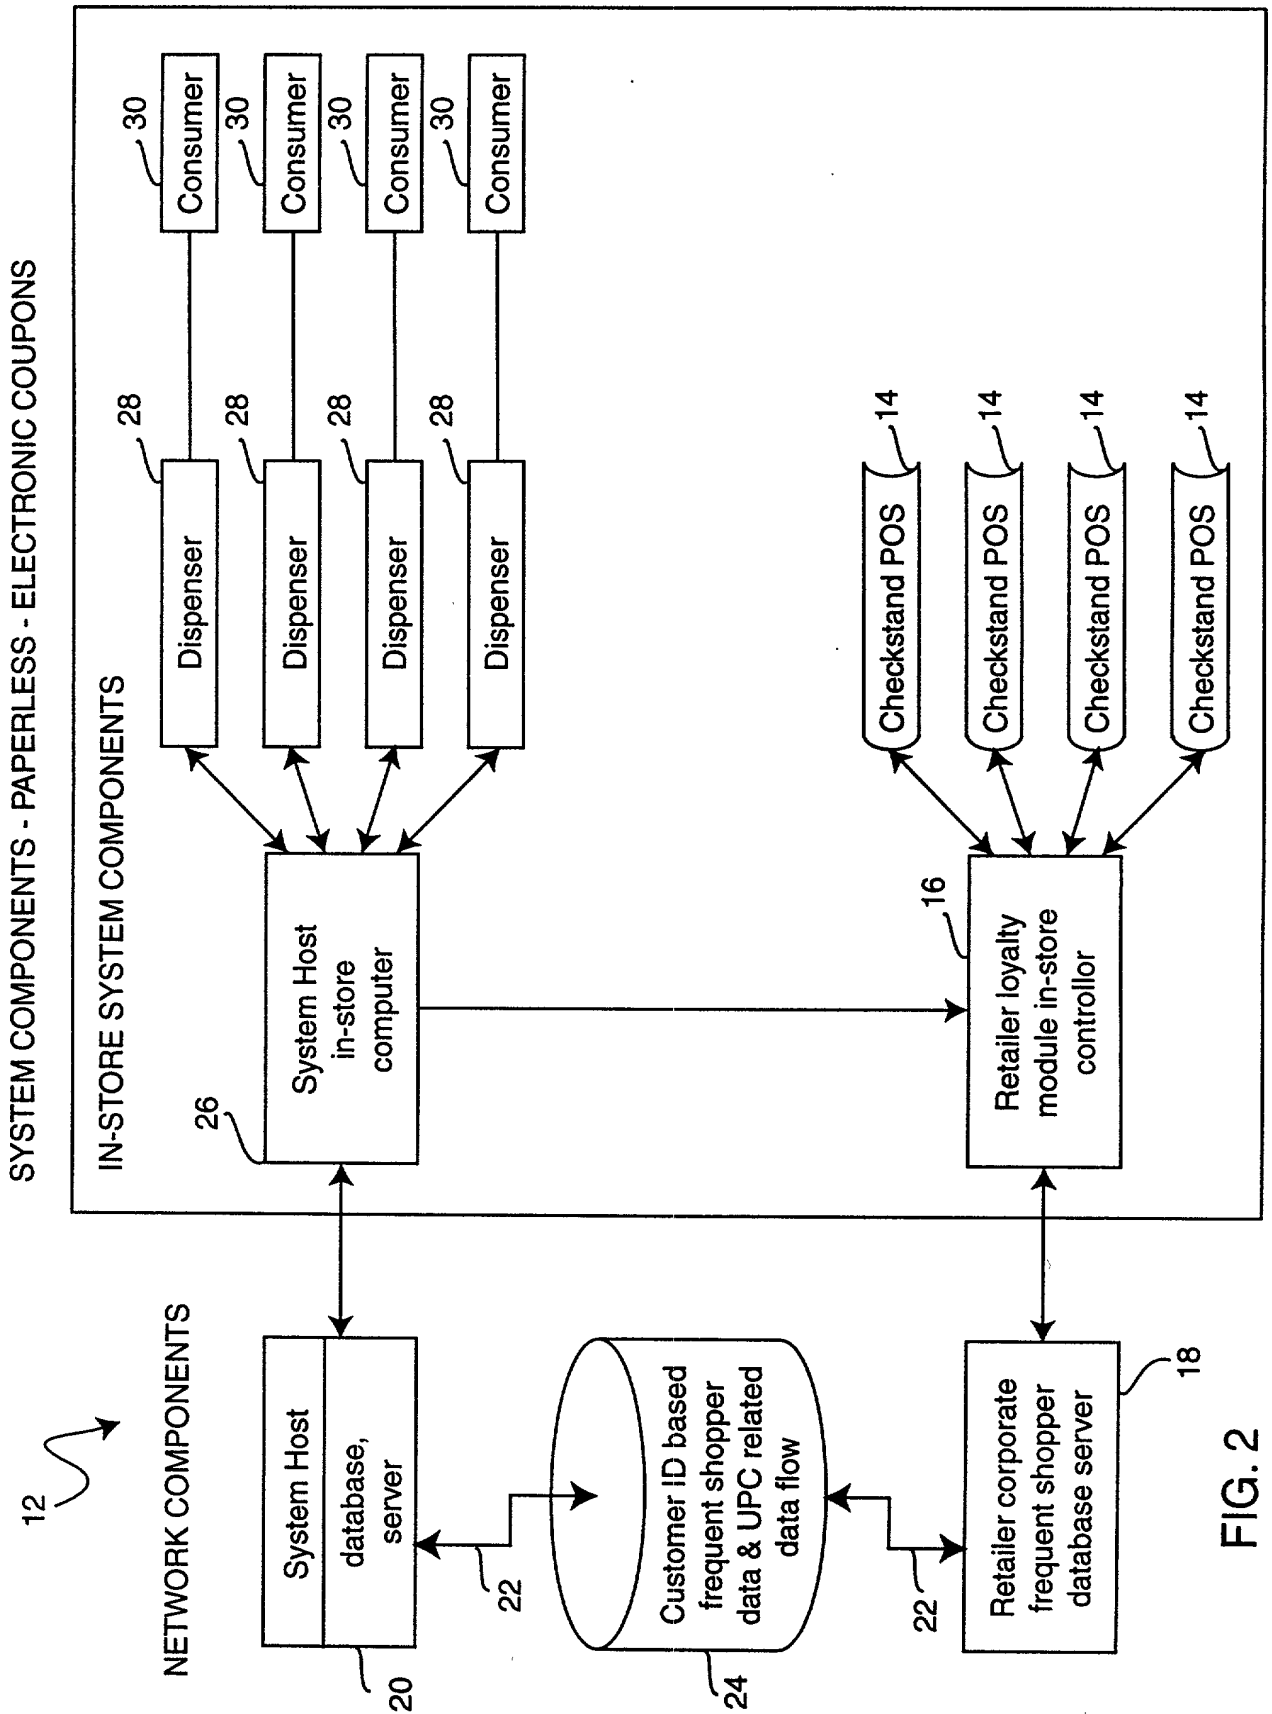 SYSTEM COMPONENTS - PAPERLESS - ELECTRONIC COUPONS
12
NETWORK COMPONENTS
IN-STORE SYSTEM COMPONENTS
20
System Host
database,
server
22
24
Customer ID based
frequent shopper
data & UPC related
data flow
22
Retailer corporate
frequent shopper
database server
18
26
System Host
in-store
computer
16
Retailer loyalty
module in-store
controllor
28
Dispenser
30
Consumer
28
Dispenser
30
Consumer
28
Dispenser
30
Consumer
28
Dispenser
30
Consumer
Checkstand POS
14
Checkstand POS
14
Checkstand POS
14
Checkstand POS
14
FIG. 2